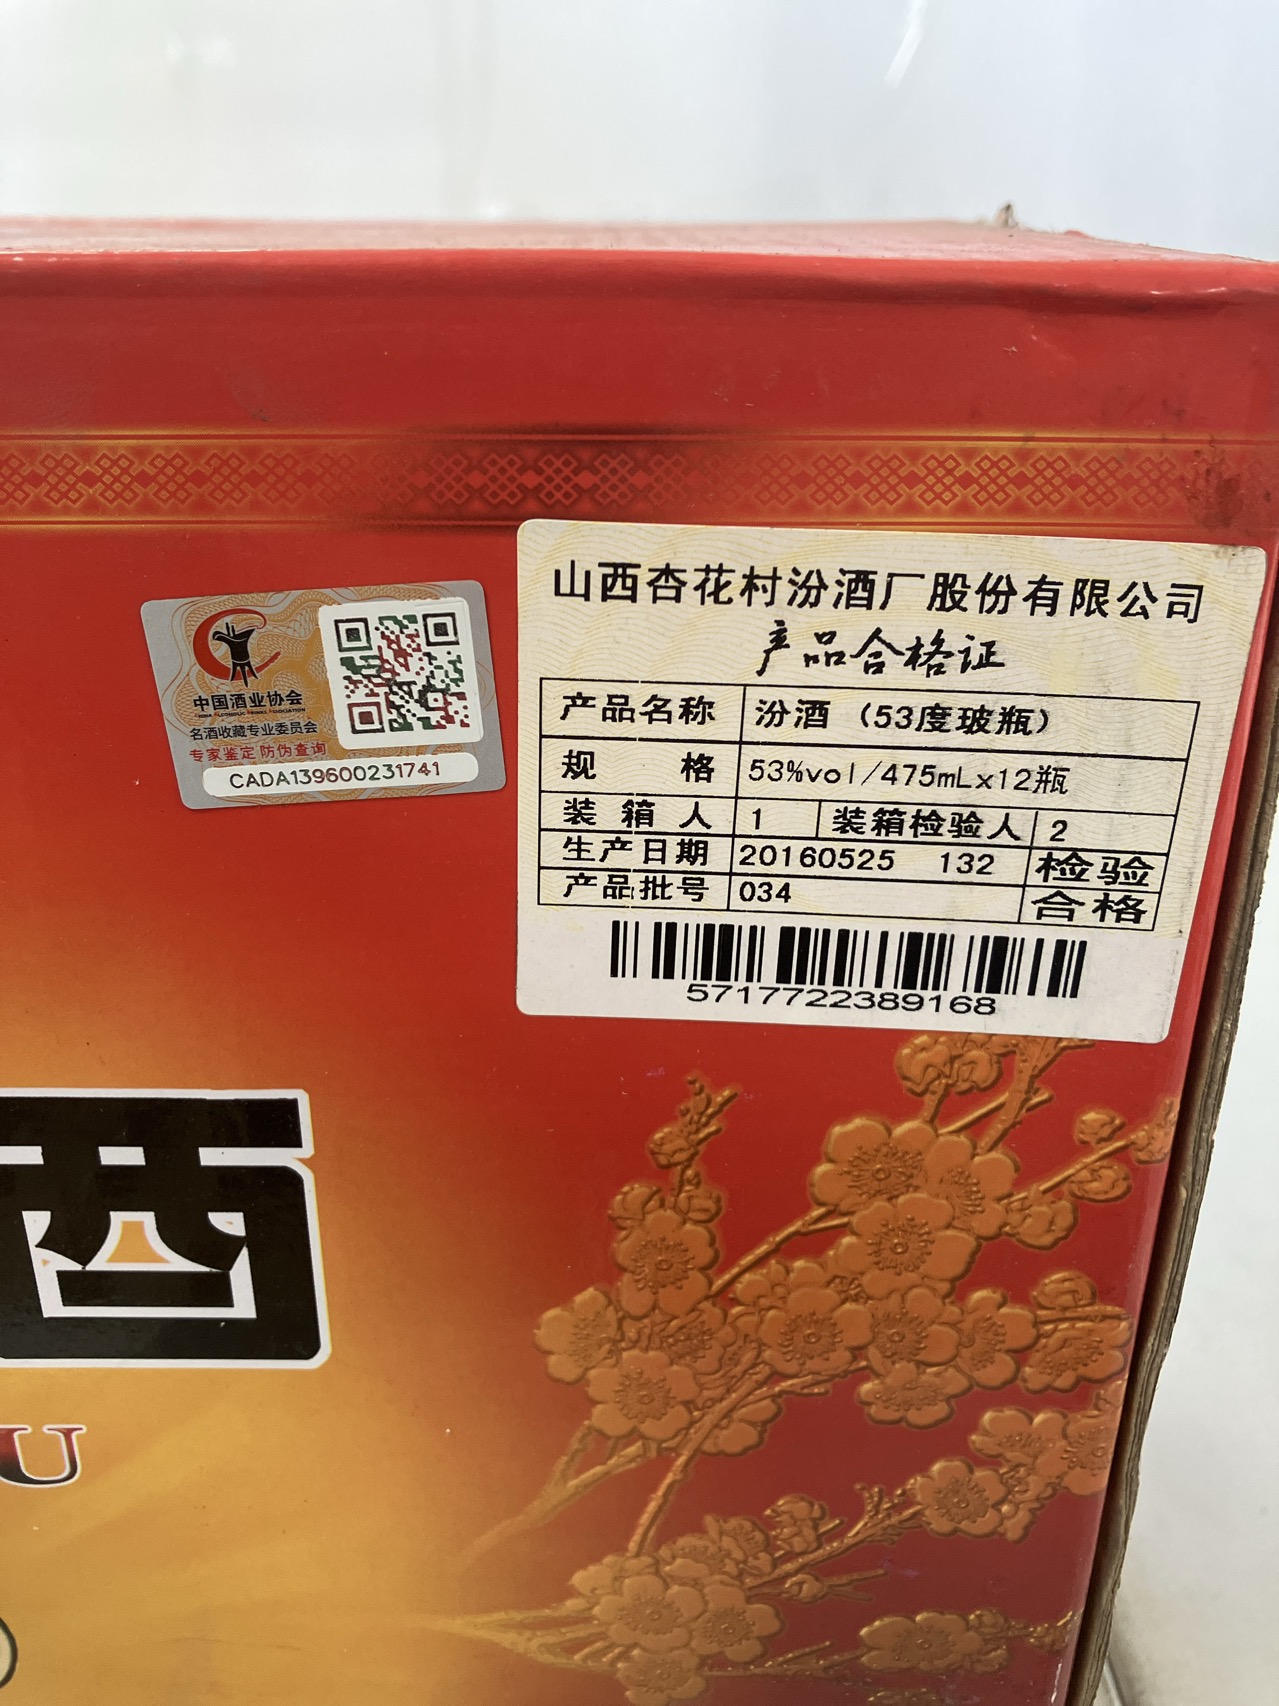 山西杏花村汾酒厂股份有限公司
产品合格证
产品名称 汾酒（53度玻瓶）
规 格 53%vol/475mLx12瓶
装箱人 1 装箱检验人 2
生产日期 20160525 132 检验
产品批号 034 合格
5717722389168
中国酒业协会
CHINA ALCOHOLIC DRINKS ASSOCIATION
名酒收藏专业委员会
专家鉴定 防伪查询
CADA139600231741
U